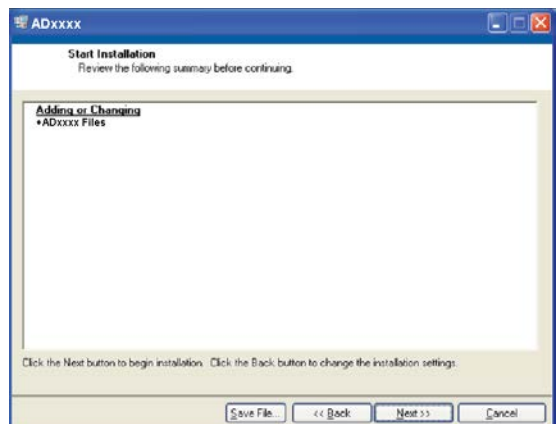 ADxxxx
Start Installation
Review the following summary before continuing.
Adding or Changing
•ADxxxx Files
Click the Next button to begin installation. Click the Back button to change the installation settings.
Save File...
<< Back
Next >>
Cancel